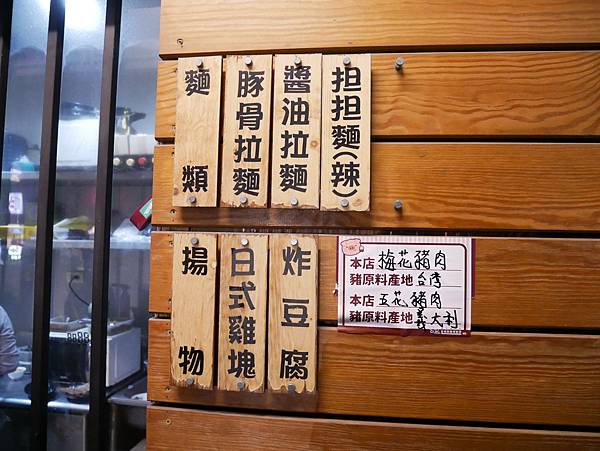 麵類
豚骨拉麵
醬油拉麵
担担麵(辣)
揚物
日式雞塊
炸豆腐
本店 梅花豬肉
豬原料產地 台灣
本店 五花豬肉
豬原料產地 義大利